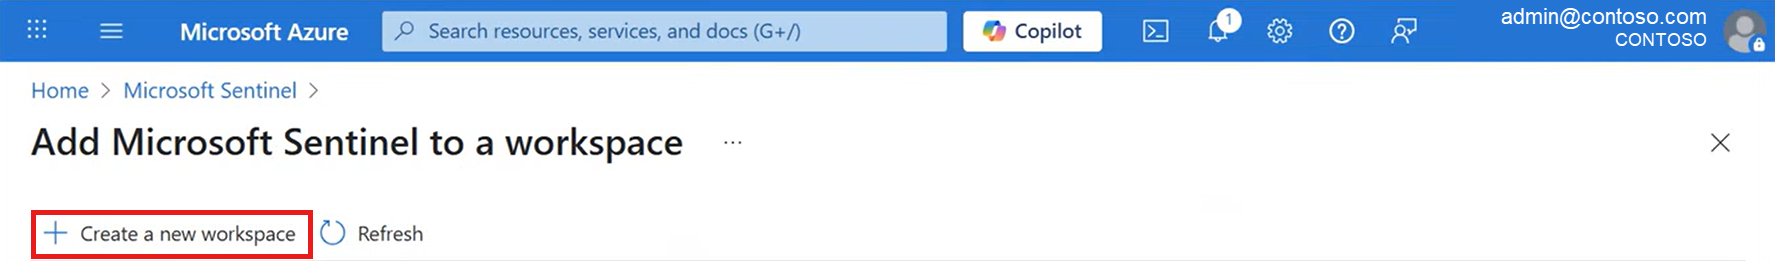 Microsoft Azure
Search resources, services, and docs (G+/)
Copilot
1
admin@contoso.com
CONTOSO
Home > Microsoft Sentinel >
Add Microsoft Sentinel to a workspace ...
Create a new workspace
Refresh